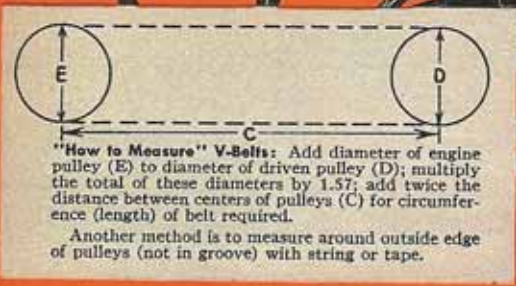 E
D
C
"How to Measure" V-Belts: Add diameter of engine
pulley (E) to diameter of driven pulley (D); multiply
the total of these diameters by 1.57; add twice the
distance between centers of pulleys (C) for circumfer-
ence (length) of belt required.
Another method is to measure around outside edge
of pulleys (not in groove) with string or tape.